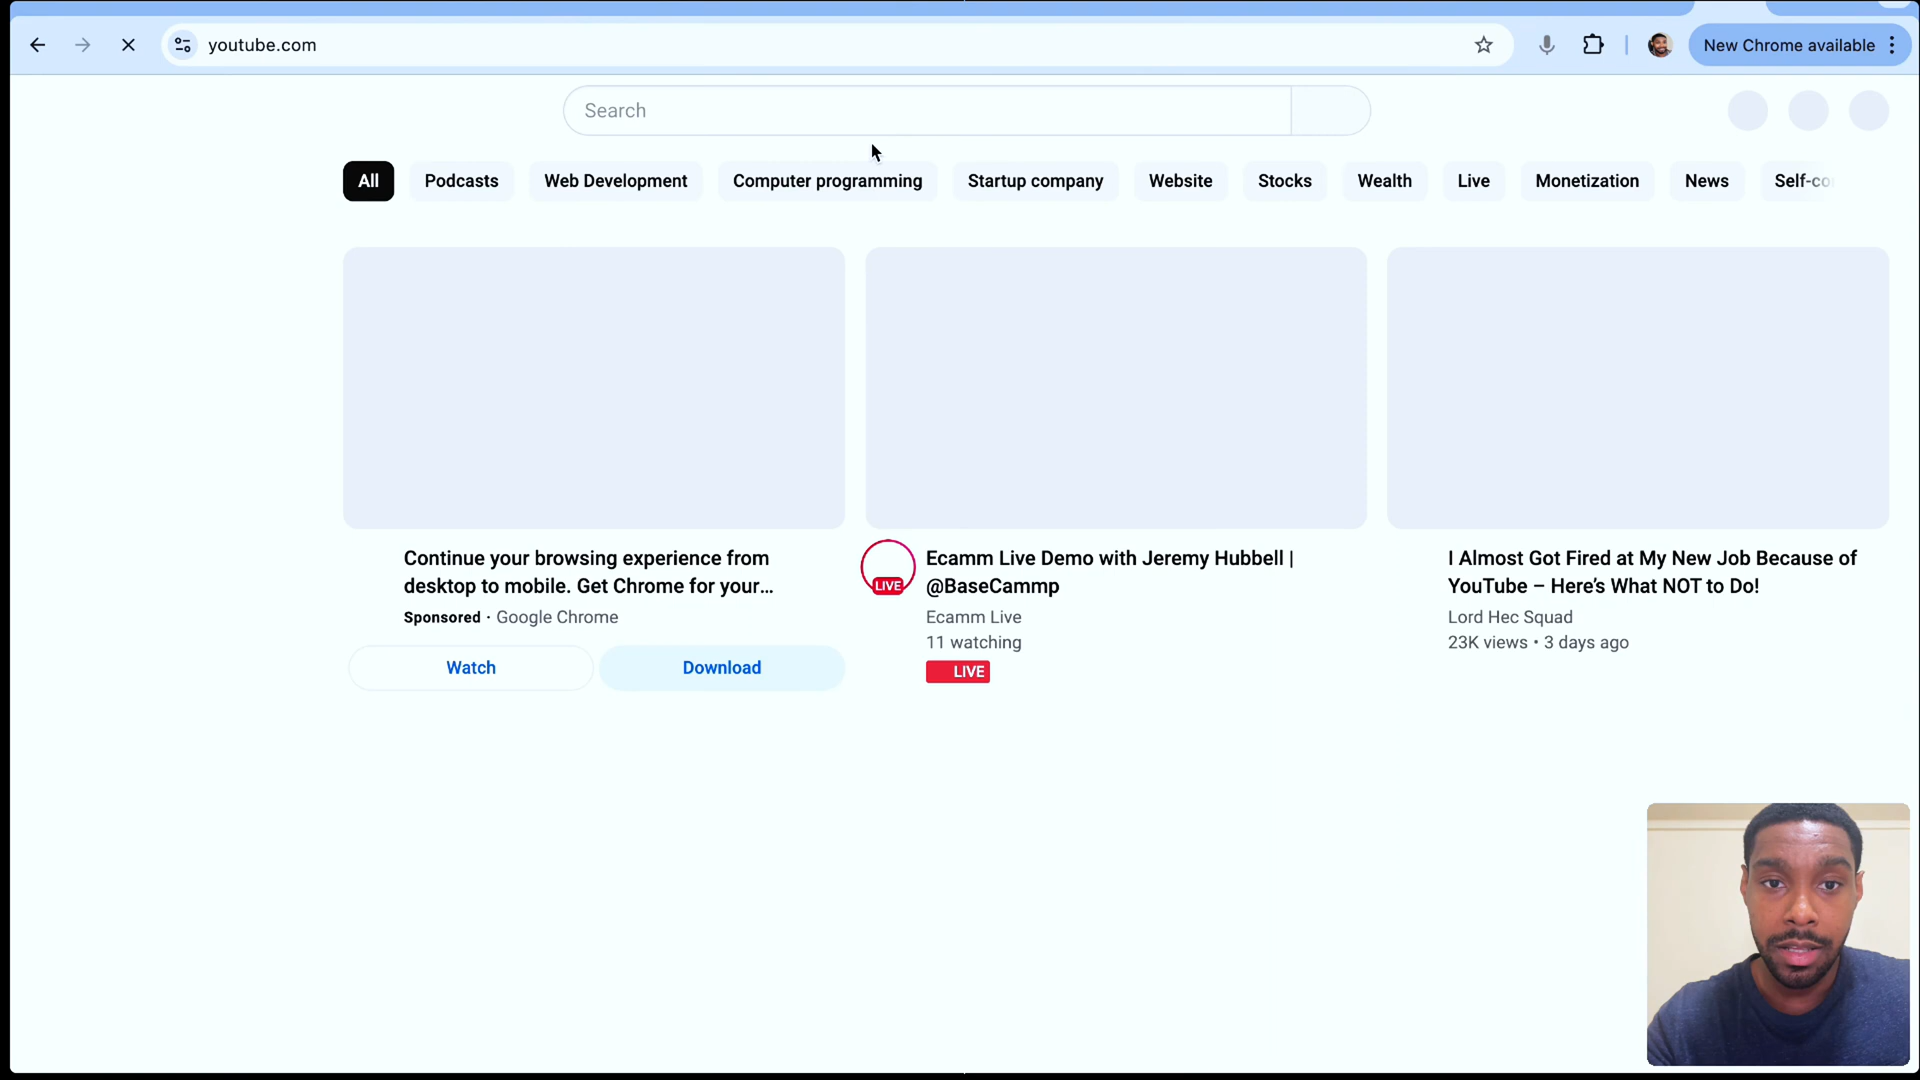 youtube.com
New Chrome available
Search
All
Podcasts
Web Development
Computer programming
Startup company
Website
Stocks
Wealth
Live
Monetization
News
Self-co
Continue your browsing experience from
desktop to mobile. Get Chrome for your...
Sponsored · Google Chrome
Watch
Download
LIVE
Ecamm Live Demo with Jeremy Hubbell |
@BaseCammp
Ecamm Live
11 watching
LIVE
I Almost Got Fired at My New Job Because of
YouTube – Here’s What NOT to Do!
Lord Hec Squad
23K views • 3 days ago